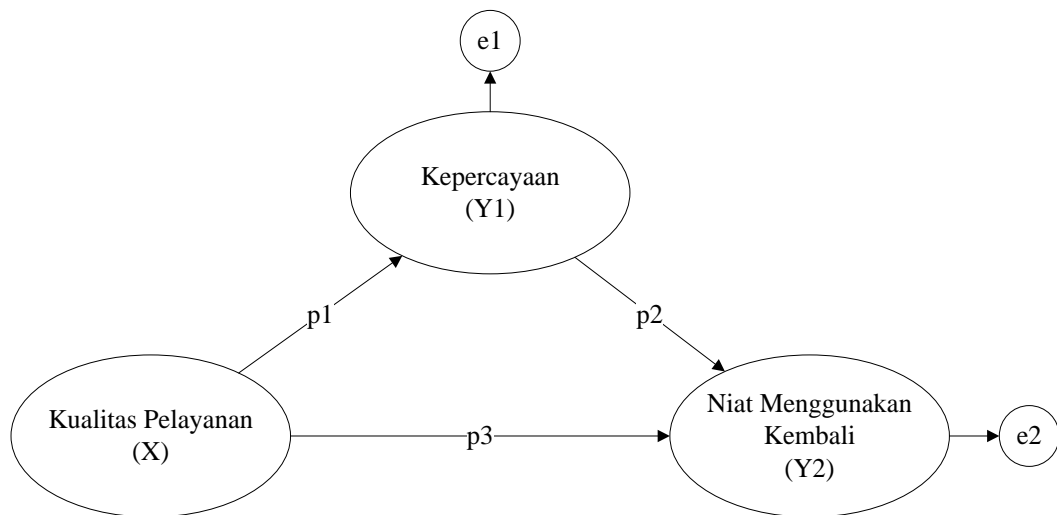 e1
Kepercayaan
(Y1)
p1
p2
Kualitas Pelayanan
(X)
p3
Niat Menggunakan
Kembali
(Y2)
e2